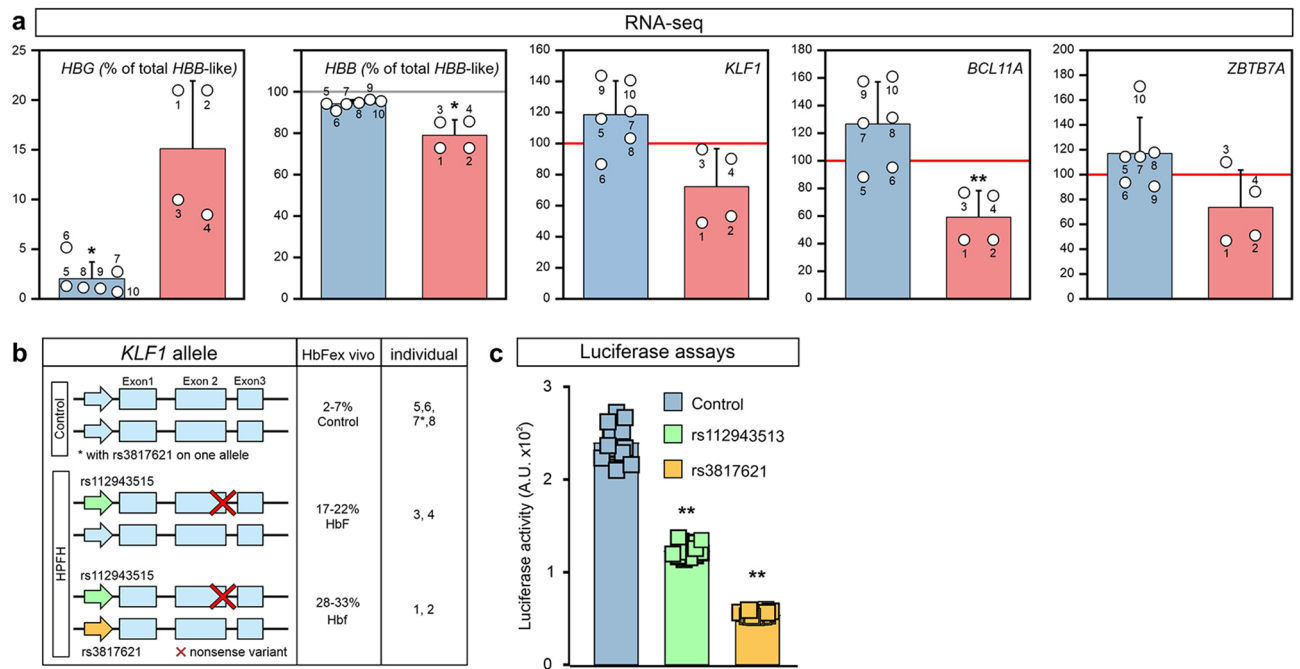 a
RNA-seq
HBG (% of total HBB-like)
25
20
15
10
5
0
6
*
7
5 8 9
10
1 2
3
4
HBB (% of total HBB-like)
100
80
60
40
20
0
5 7 9
6 8 10
3 * 4
1 2
KLF1
160
140
120
100
80
60
40
20
0
9 10
5 7
8
6
3 4
1 2
BCL11A
180
160
140
120
100
80
60
40
20
0
9 10
7 8
5 6
**
3 4
1 2
ZBTB7A
200
180
160
140
120
100
80
60
40
20
0
10
5 7 8
6 9
3
4
1 2
b
KLF1 allele
HbFex vivo
individual
Control
Exon1 Exon 2 Exon3
* with rs3817621 on one allele
2-7%
Control
5,6,
7*,8
HPFH
rs112943515
17-22%
HbF
3, 4
rs112943515
rs3817621
nonsense variant
28-33%
Hbf
1, 2
c
Luciferase assays
Luciferase activity (A.U. x10²)
3
2
1
0
Control
rs112943513
rs3817621
**
**